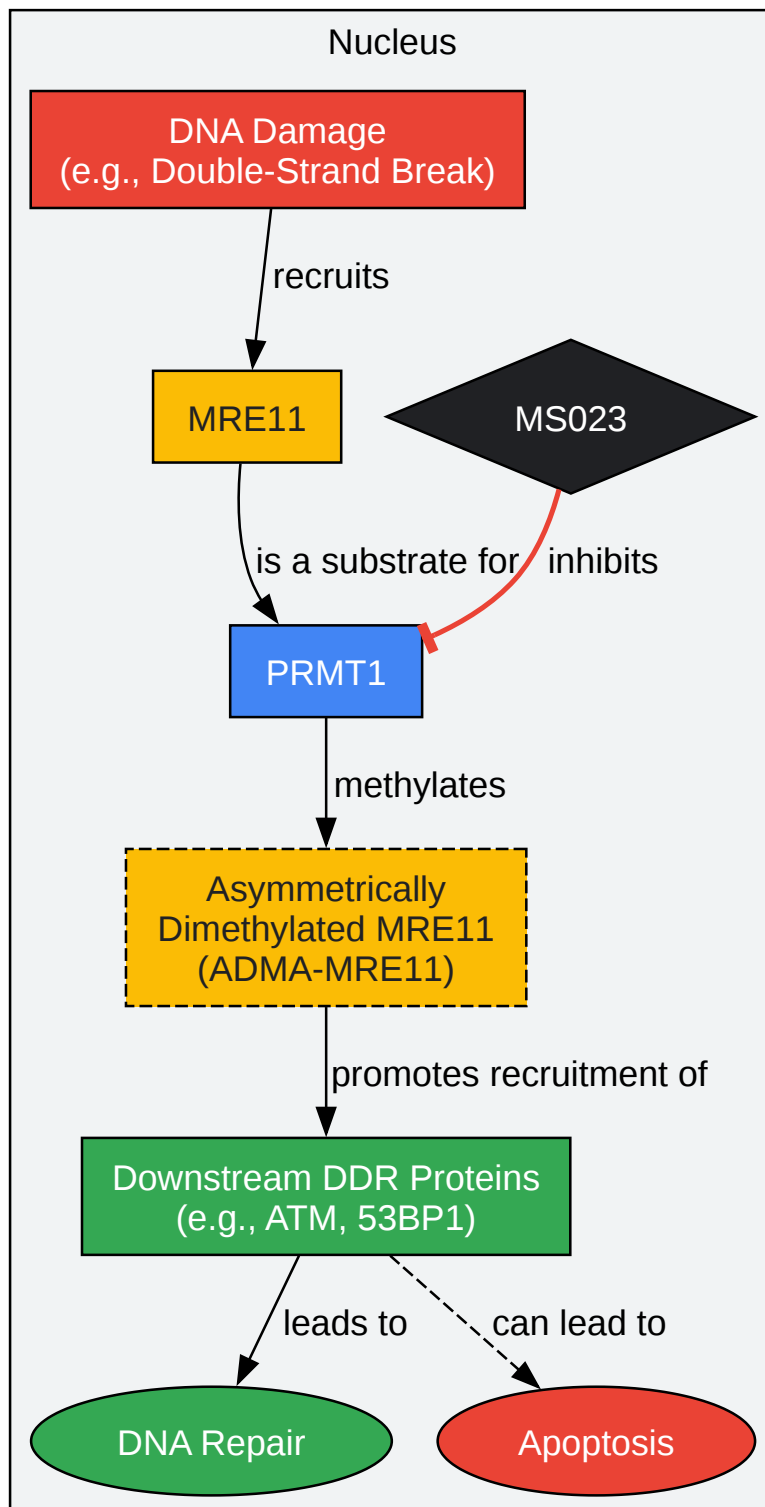 Nucleus
DNA Damage
(e.g., Double-Strand Break)
recruits
MRE11
MS023
is a substrate for
inhibits
PRMT1
methylates
Asymmetrically
Dimethylated MRE11
(ADMA-MRE11)
promotes recruitment of
Downstream DDR Proteins
(e.g., ATM, 53BP1)
leads to
can lead to
DNA Repair
Apoptosis